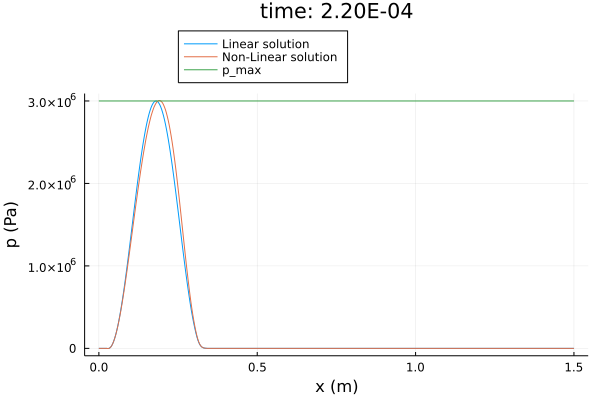 time: 2.20E-04
Linear solution
Non-Linear solution
p_max
3.0×10⁶
2.0×10⁶
1.0×10⁶
0
p (Pa)
0.0 0.5 1.0 1.5
x (m)